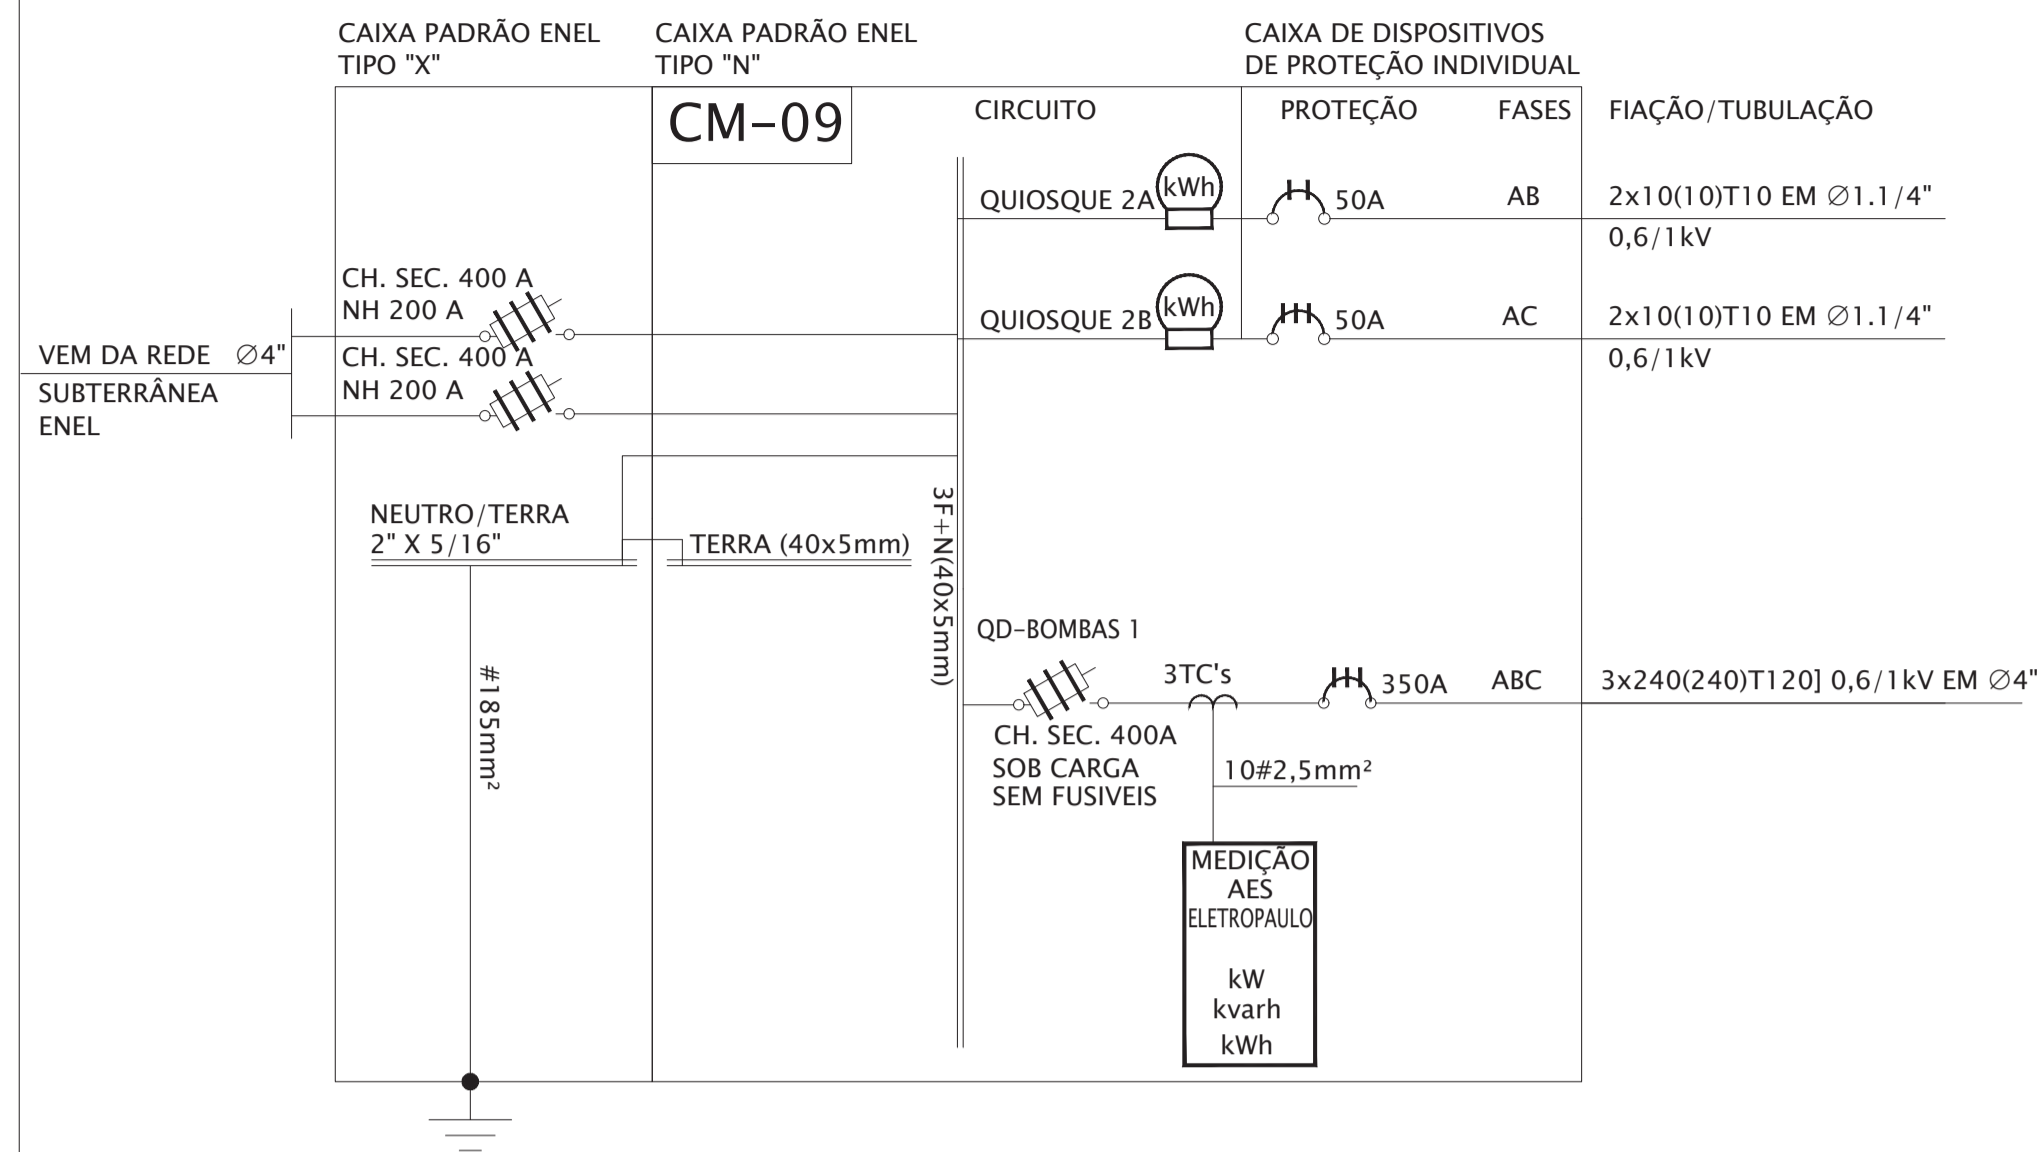 CAIXA PADRÃO ENEL
TIPO "X"
CAIXA PADRÃO ENEL
TIPO "N"
CAIXA DE DISPOSITIVOS
DE PROTEÇÃO INDIVIDUAL
CM-09
CIRCUITO
PROTEÇÃO
FASES
FIAÇÃO/TUBULAÇÃO
QUIOSQUE 2A
kWh
50A
AB
2x10(10)T10 EM Ø1.1/4"
0,6/1kV
QUIOSQUE 2B
kWh
50A
AC
2x10(10)T10 EM Ø1.1/4"
0,6/1kV
CH. SEC. 400 A
NH 200 A
CH. SEC. 400 A
NH 200 A
VEM DA REDE Ø4"
SUBTERRÂNEA
ENEL
NEUTRO/TERRA
2" X 5/16"
TERRA (40x5mm)
3F+N(40x5mm)
#185mm²
QD-BOMBAS 1
3TC's
350A
ABC
3x240(240)T120] 0,6/1kV EM Ø4"
CH. SEC. 400A
SOB CARGA
SEM FUSIVEIS
10#2,5mm²
MEDIÇÃO
AES
ELETROPAULO
kW
kvarh
kWh